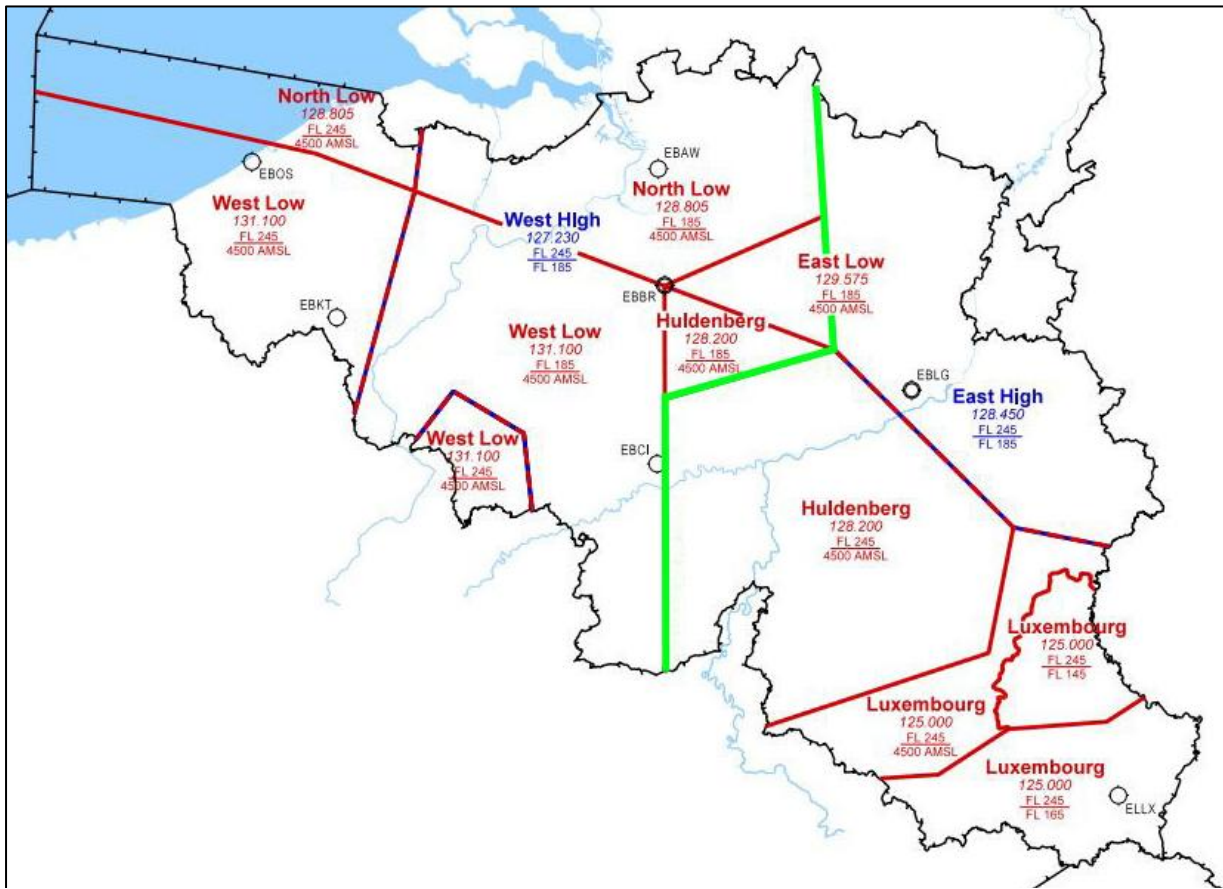 North Low
128.805
FL 245
4500 AMSL
EBOS
West Low
131.100
FL 245
4500 AMSL
EBKT
EBAW
North Low
128.805
FL 185
4500 AMSL
West HIgh
127.230
FL 245
FL 185
EBBR
East Low
129.575
FL 185
4500 AMSL
West Low
131.100
FL 185
4500 AMSL
Huldenberg
128.200
FL 185
4500 AMSL
EBLG
East High
128.450
FL 245
FL 185
West Low
131.100
FL 245
4500 AMSL
EBCI
Huldenberg
128.200
FL 245
4500 AMSL
Luxembourg
125.000
FL 245
FL 145
Luxembourg
125.000
FL 245
4500 AMSL
Luxembourg
125.000
FL 245
FL 165
ELLX